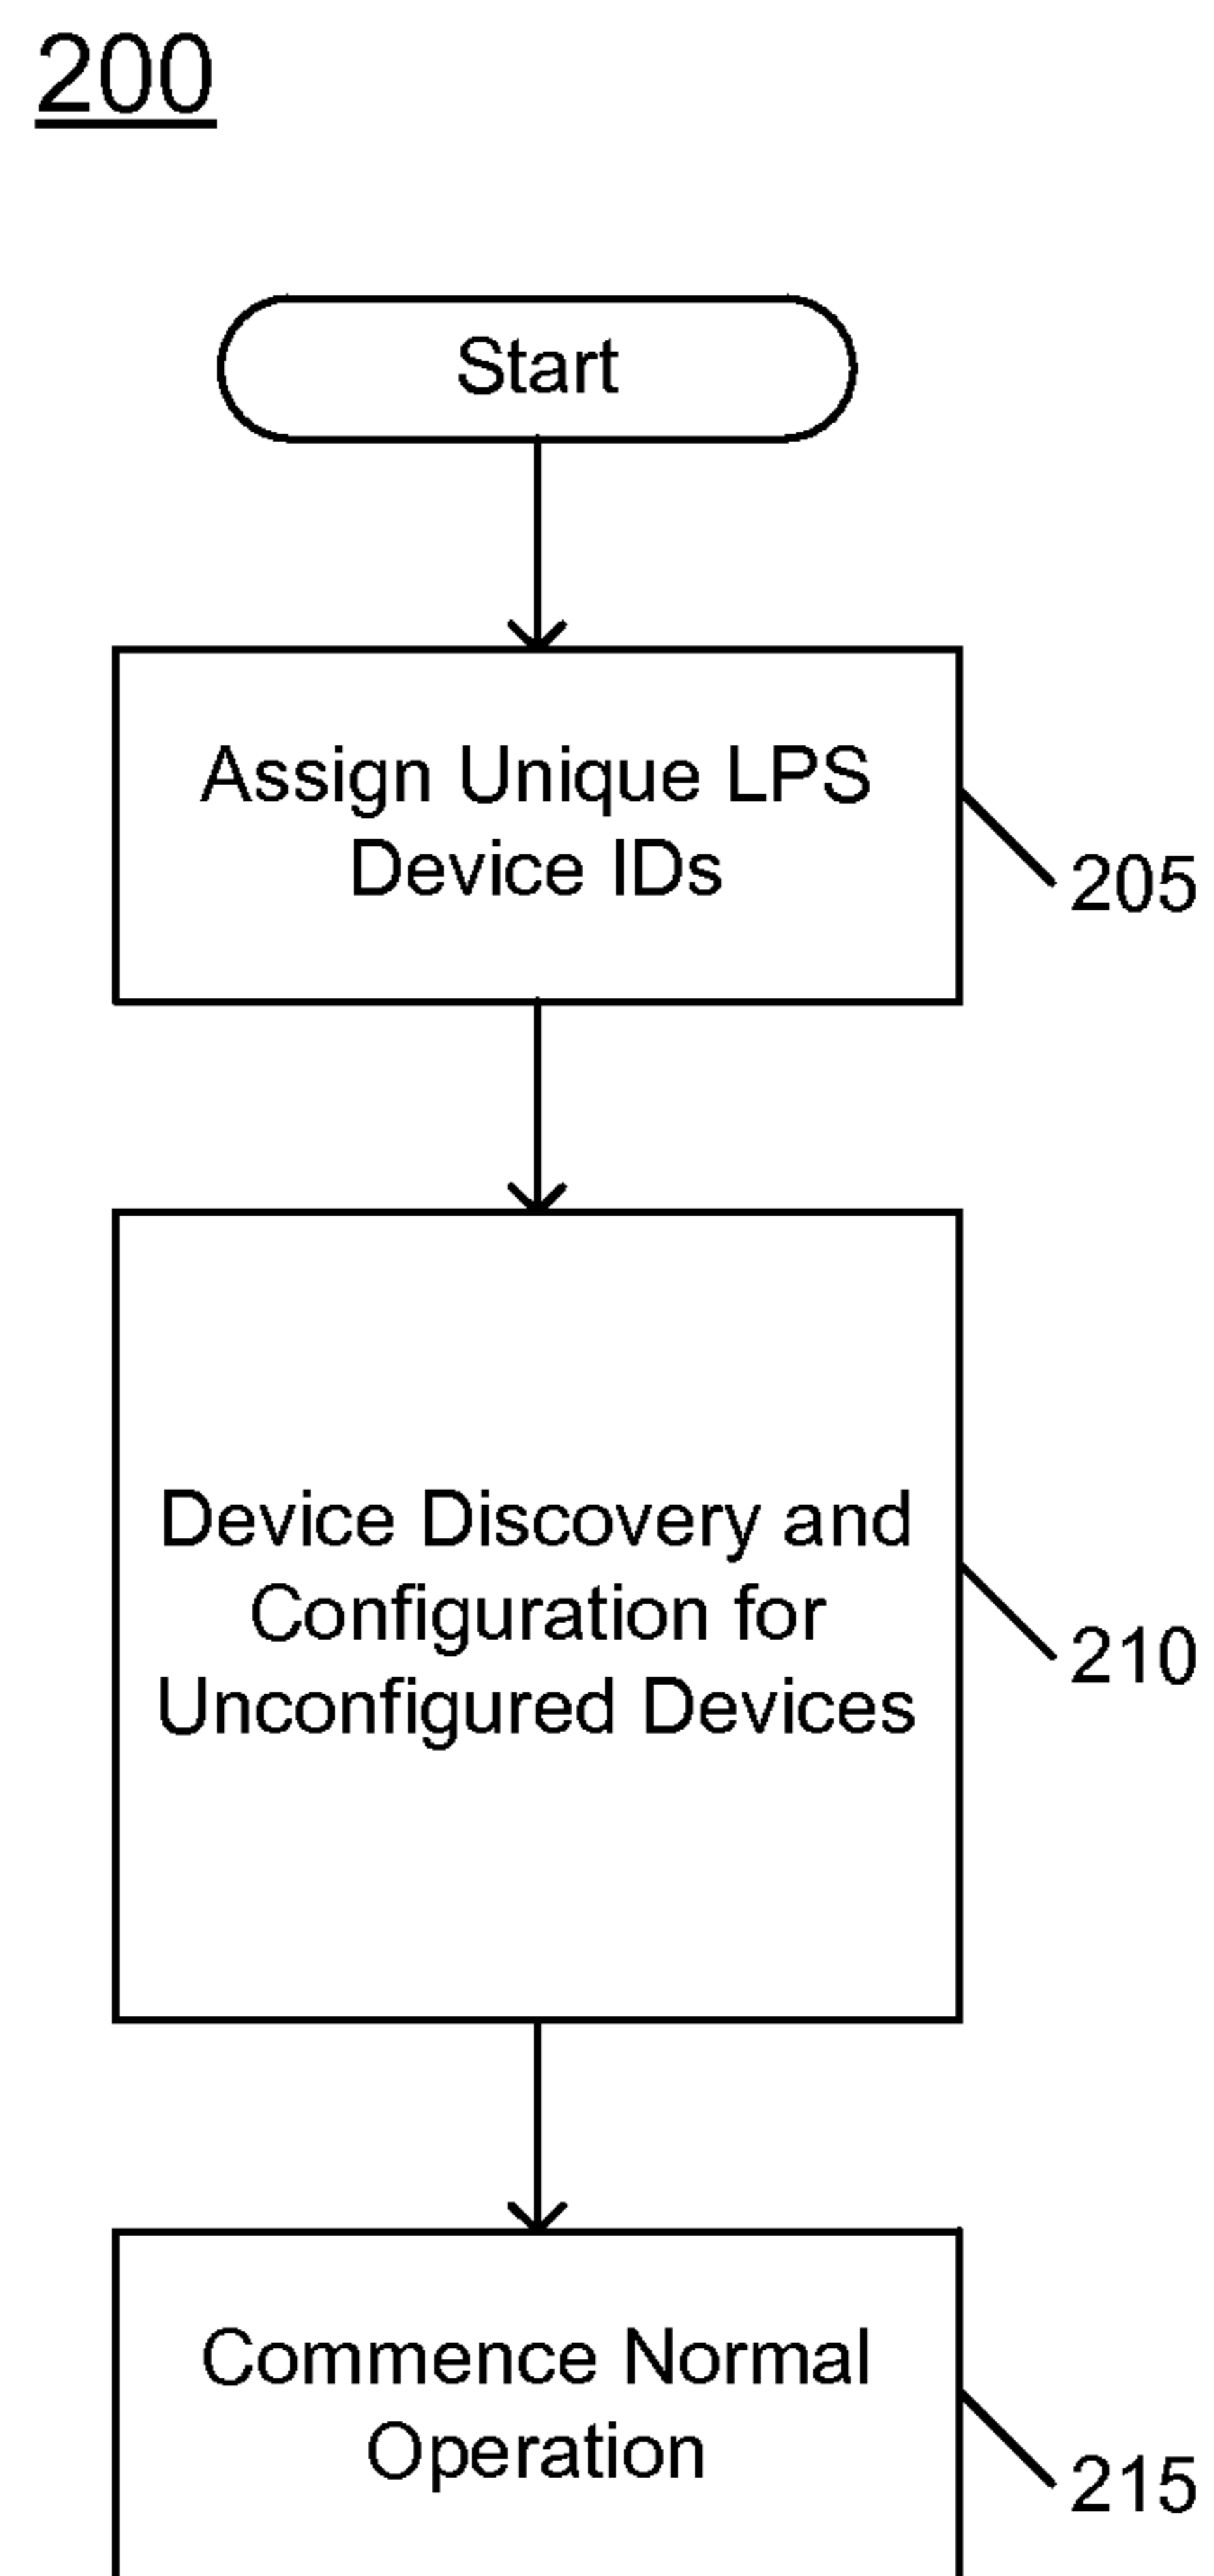 200
Start
Assign Unique LPS
Device IDs
205
Device Discovery and
Configuration for
Unconfigured Devices
210
Commence Normal
Operation
215